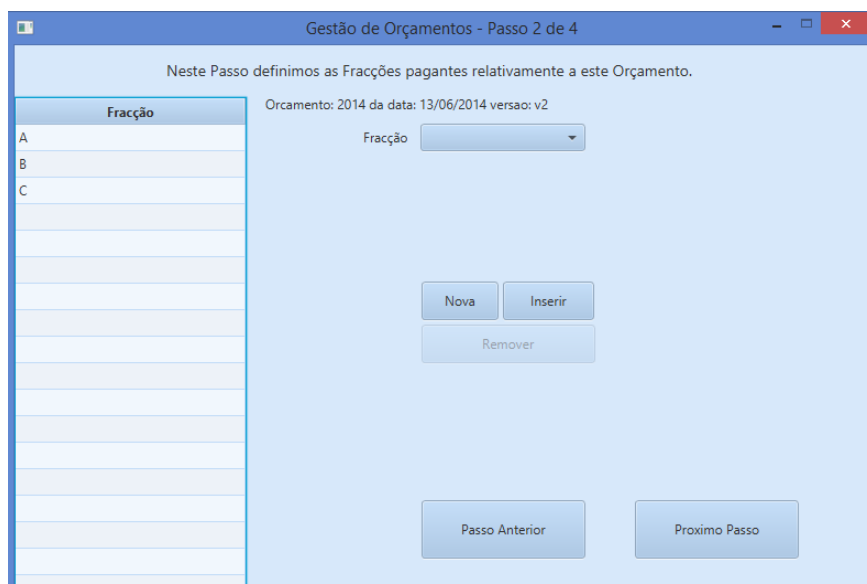 Gestão de Orçamentos - Passo 2 de 4
Neste Passo definimos as Fracções pagantes relativamente a este Orçamento.
Fracção
A
B
C
Orcamento: 2014 da data: 13/06/2014 versao: v2
Fracção
Nova
Inserir
Remover
Passo Anterior
Proximo Passo